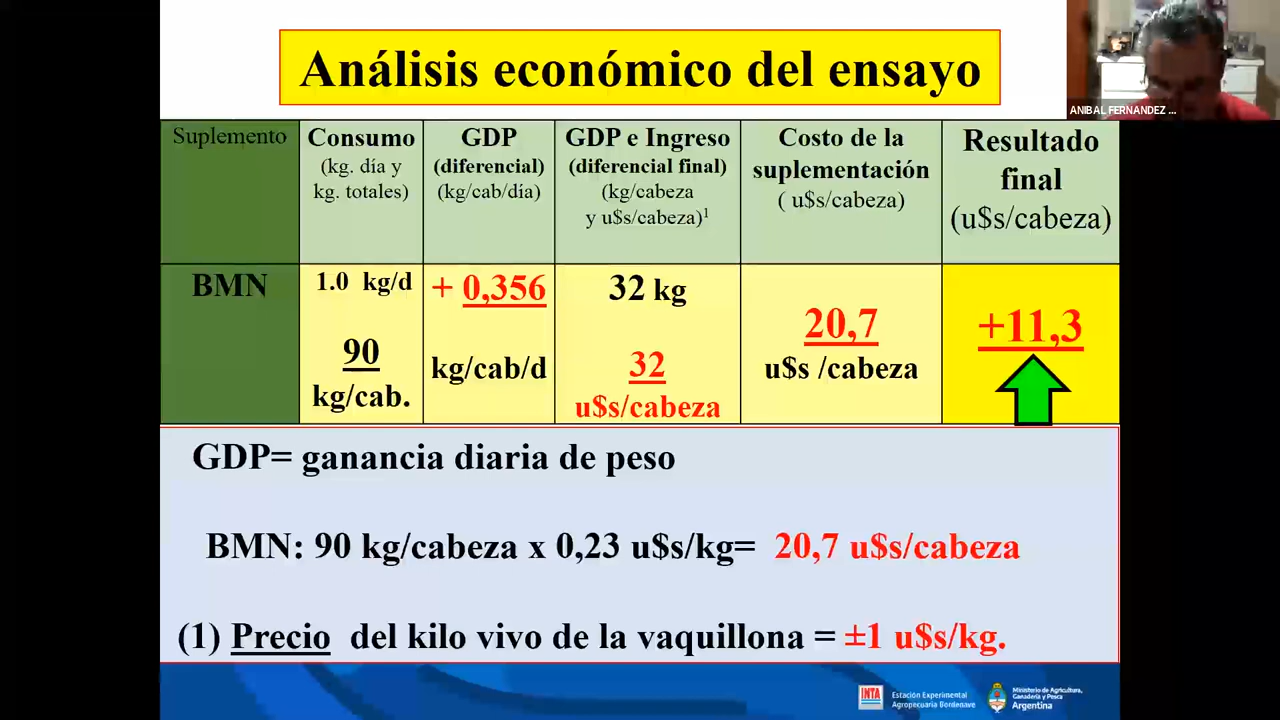 Análisis económico del ensayo
ANIBAL FERNANDEZ ...
Suplemento
Consumo
(kg. día y
kg. totales)
GDP
(diferencial)
(kg/cab/día)
GDP e Ingreso
(diferencial final)
(kg/cabeza
y u$s/cabeza)¹
Costo de la
suplementación
( u$s/cabeza)
Resultado
final
(u$s/cabeza)
BMN
1.0 kg/d
90
kg/cab.
+ 0,356
kg/cab/d
32 kg
32
u$s/cabeza
20,7
u$s /cabeza
+11,3
GDP= ganancia diaria de peso
BMN: 90 kg/cabeza x 0,23 u$s/kg= 20,7 u$s/cabeza
(1) Precio del kilo vivo de la vaquillona = ±1 u$s/kg.
INTA
Estación Experimental
Agropecuaria Bordenave
Ministerio de Agricultura,
Ganadería y Pesca
Argentina